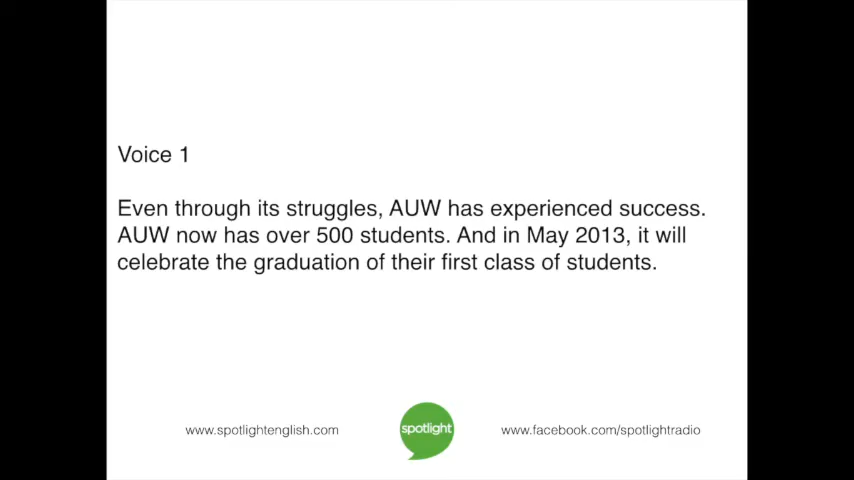 Voice 1
Even through its struggles, AUW has experienced success.
AUW now has over 500 students. And in May 2013, it will
celebrate the graduation of their first class of students.
www.spotlightenglish.com
spotlight
www.facebook.com/spotlightradio